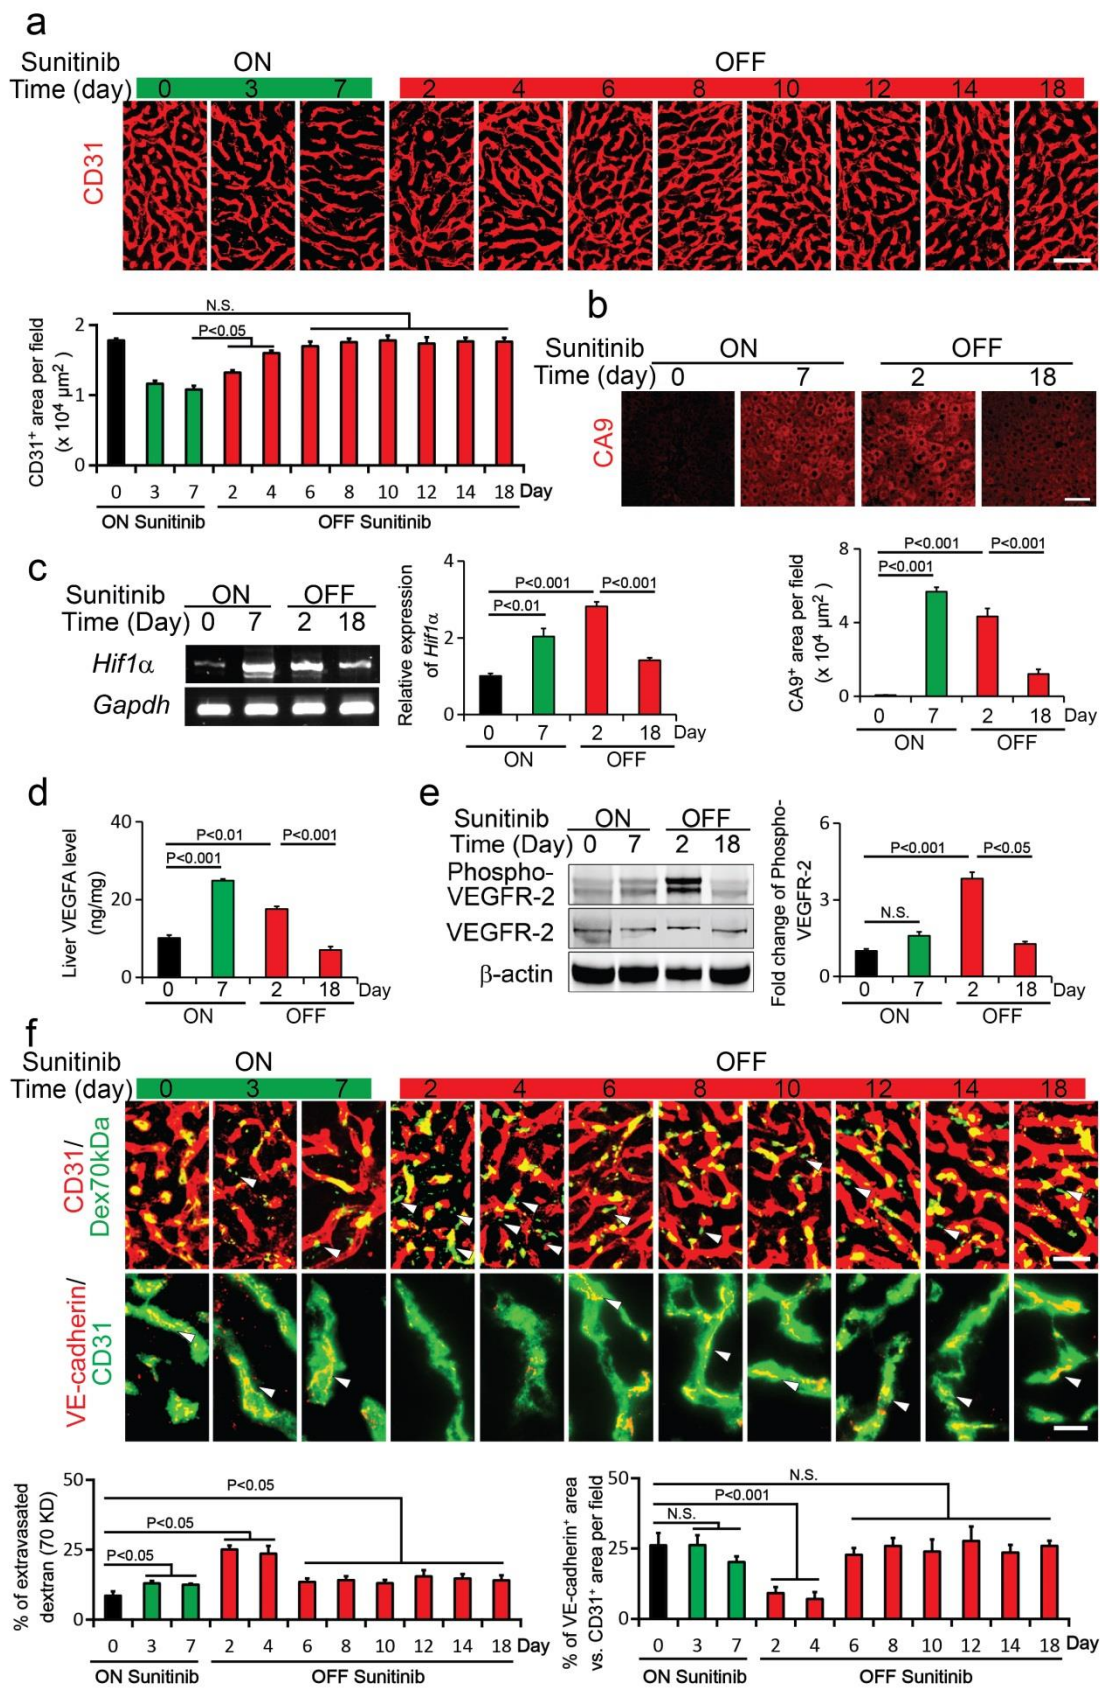 a
Sunitinib ON OFF
Time (day) 0 3 7 2 4 6 8 10 12 14 18
CD31
N.S.
P<0.05
CD31⁺ area per field
(x 10⁴ µm²)
2
1
0
0 3 7 2 4 6 8 10 12 14 18 Day
ON Sunitinib OFF Sunitinib
b
Sunitinib ON OFF
Time (day) 0 7 2 18
CA9
P<0.001 P<0.001
P<0.001
CA9⁺ area per field
(x 10⁴ µm²)
8
4
0
0 7 2 18 Day
ON OFF
c
Sunitinib ON OFF
Time (Day) 0 7 2 18
Hif1α
Gapdh
Relative expression
of Hif1α
4
2
0
P<0.001 P<0.001
P<0.01
0 7 2 18 Day
ON OFF
d
Liver VEGFA level
(ng/mg)
40
20
0
P<0.01 P<0.001
P<0.001
0 7 2 18 Day
ON OFF
e
Sunitinib ON OFF
Time (Day) 0 7 2 18
Phospho-
VEGFR-2
VEGFR-2
β-actin
Fold change of Phospho-
VEGFR-2
6
3
0
P<0.001 P<0.05
N.S.
0 7 2 18 Day
ON OFF
f
Sunitinib ON OFF
Time (day) 0 3 7 2 4 6 8 10 12 14 18
CD31/
Dex70kDa
VE-cadherin/
CD31
% of extravasated
dextran (70 KD)
50
25
0
P<0.05
P<0.05
P<0.05
0 3 7 2 4 6 8 10 12 14 18 Day
ON Sunitinib OFF Sunitinib
% of VE-cadherin⁺ area
vs. CD31⁺ area per field
50
25
0
N.S.
P<0.001
N.S.
0 3 7 2 4 6 8 10 12 14 18 Day
ON Sunitinib OFF Sunitinib